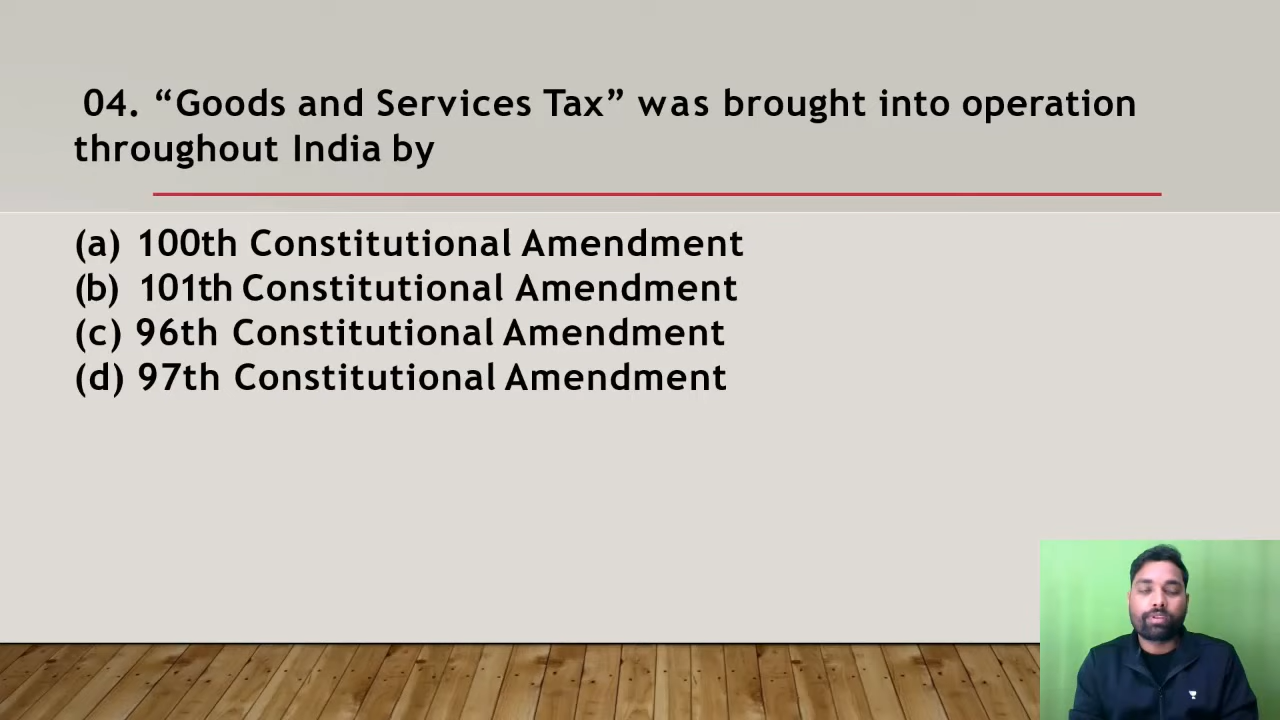 04. “Goods and Services Tax” was brought into operation
throughout India by
(a) 100th Constitutional Amendment
(b) 101th Constitutional Amendment
(c) 96th Constitutional Amendment
(d) 97th Constitutional Amendment